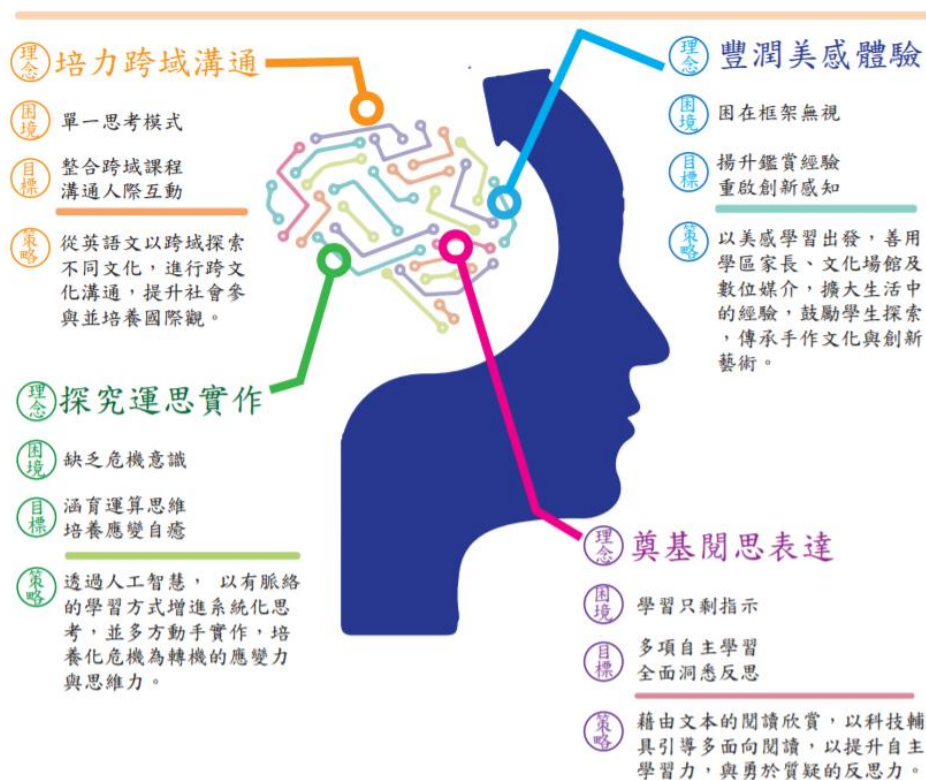 理念 培力跨域溝通
困境 單一思考模式
目標 整合跨域課程
溝通人際互動
策略 從英語文以跨域探索
不同文化，進行跨文
化溝通，提升社會參
與並培養國際觀。
理念 豐潤美感體驗
困境 困在框架無視
目標 揚升鑑賞經驗
重啟創新感知
策略 以美感學習出發，善用
學區家長、文化場館及
數位媒介，擴大生活中
的經驗，鼓勵學生探索
，傳承手作文化與創新
藝術。
理念 探究運思實作
困境 缺乏危機意識
目標 涵育運算思維
培養應變自癒
策略 透過人工智慧， 以有脈絡
的學習方式增進系統化思
考，並多方動手實作，培
養化危機為轉機的應變力
與思維力。
理念 奠基閱思表達
困境 學習只剩指示
目標 多項自主學習
全面洞悉反思
策略 藉由文本的閱讀欣賞，以科技輔
具引導多面向閱讀，以提升自主
學習力，與勇於質疑的反思力。